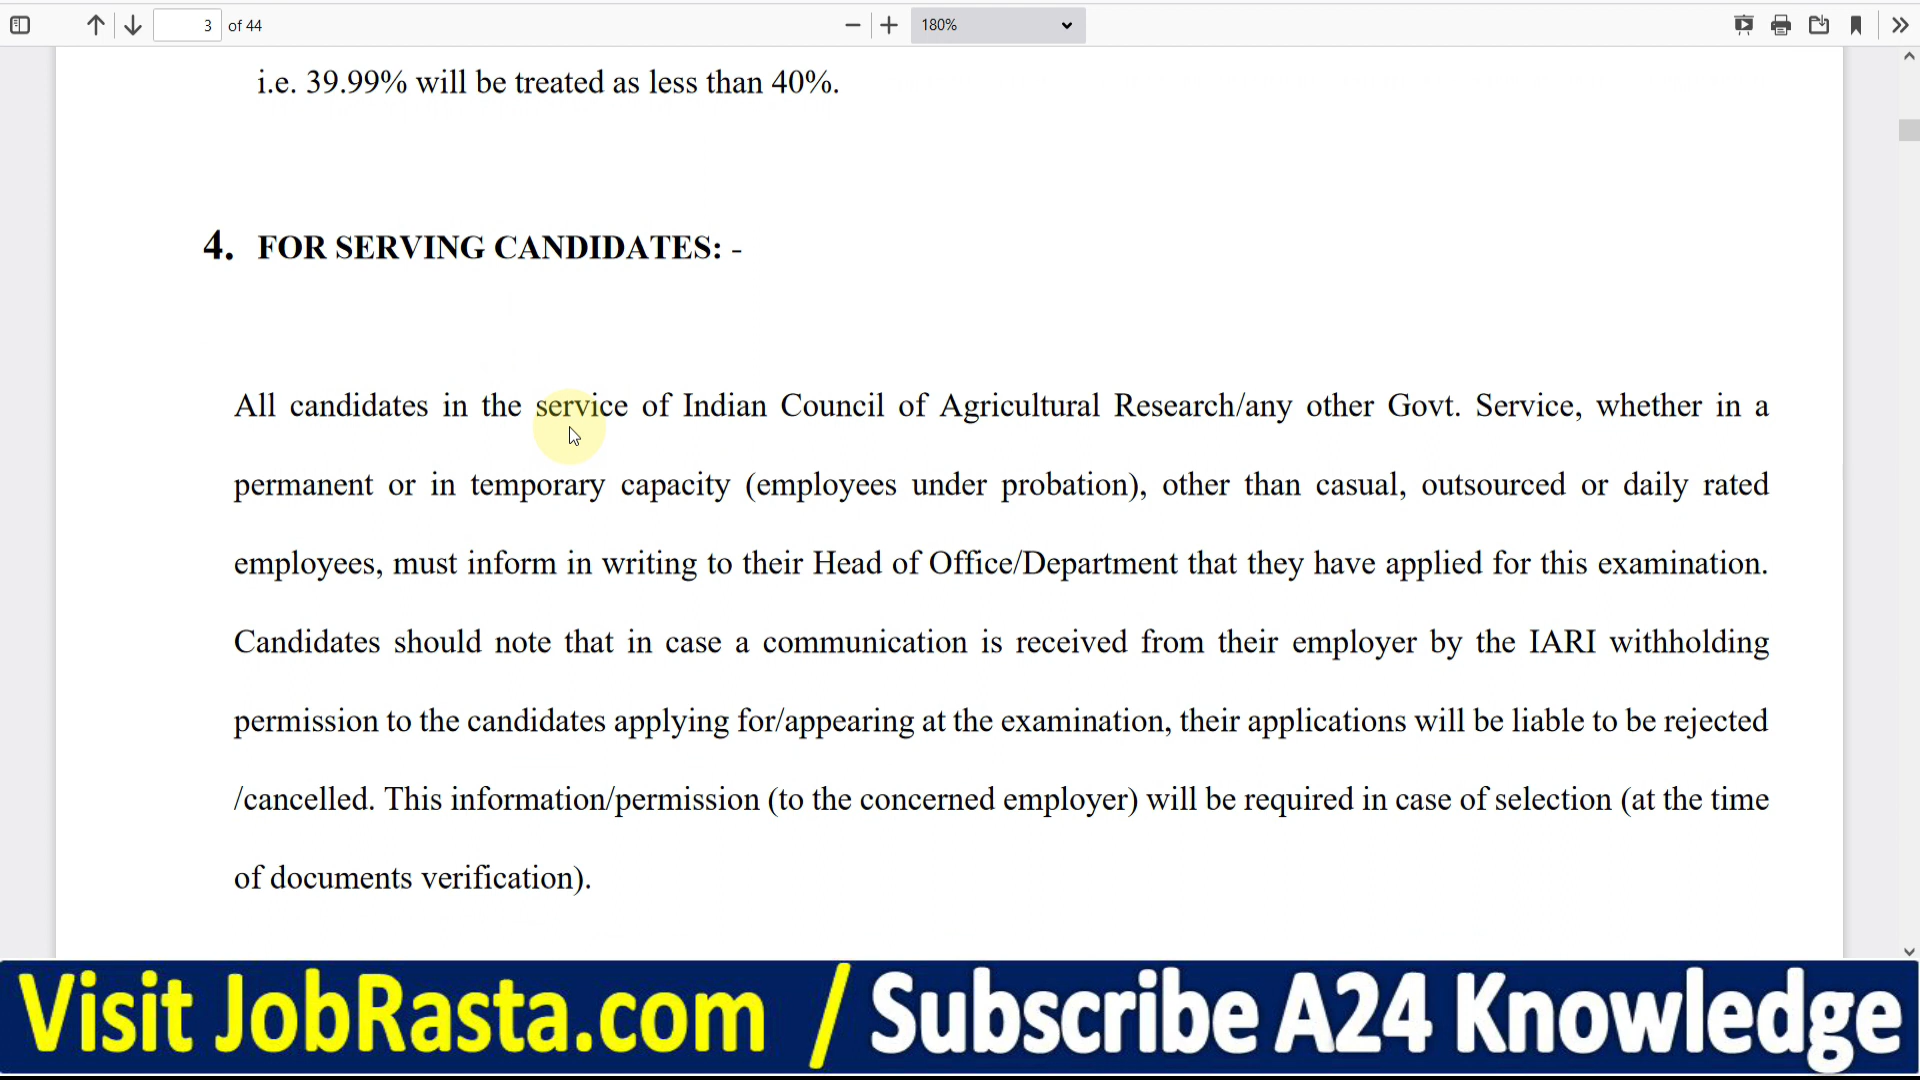 3 of 44
180%
i.e. 39.99% will be treated as less than 40%.
4. FOR SERVING CANDIDATES: -
All candidates in the service of Indian Council of Agricultural Research/any other Govt. Service, whether in a
permanent or in temporary capacity (employees under probation), other than casual, outsourced or daily rated
employees, must inform in writing to their Head of Office/Department that they have applied for this examination.
Candidates should note that in case a communication is received from their employer by the IARI withholding
permission to the candidates applying for/appearing at the examination, their applications will be liable to be rejected
/cancelled. This information/permission (to the concerned employer) will be required in case of selection (at the time
of documents verification).
Visit JobRasta.com / Subscribe A24 Knowledge